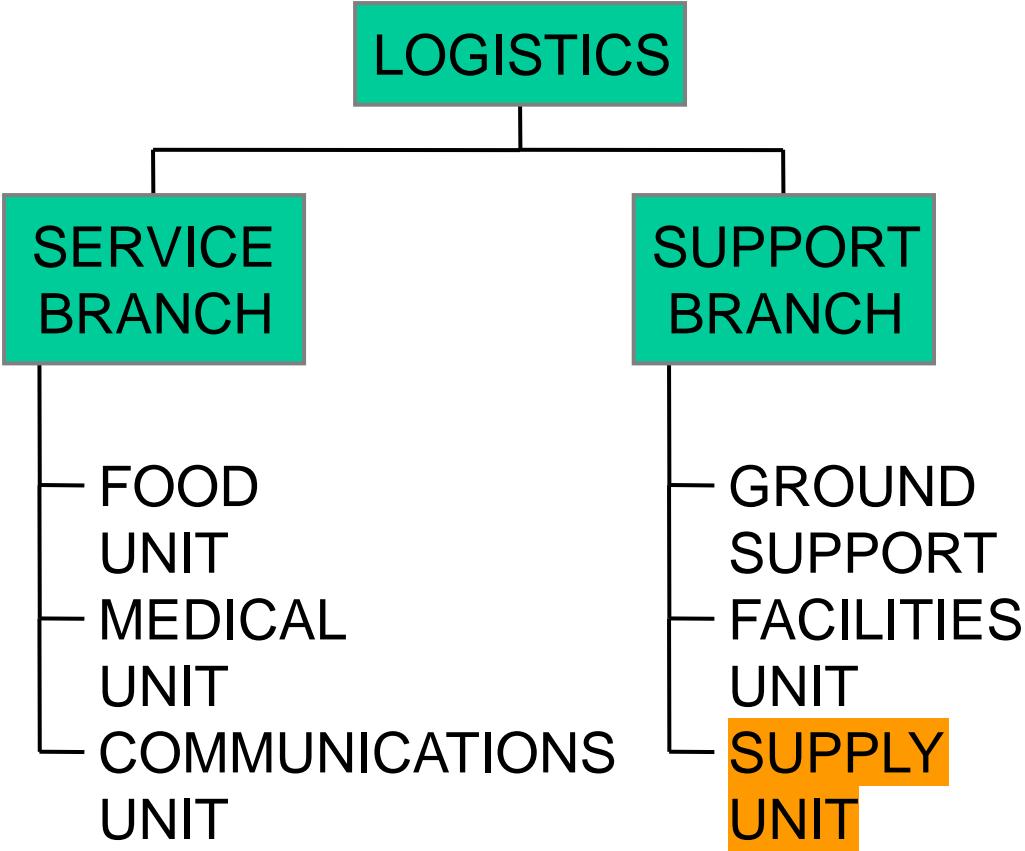 LOGISTICS
SERVICE
BRANCH
FOOD
UNIT
MEDICAL
UNIT
COMMUNICATIONS
UNIT
SUPPORT
BRANCH
GROUND
SUPPORT
FACILITIES
UNIT
SUPPLY
UNIT